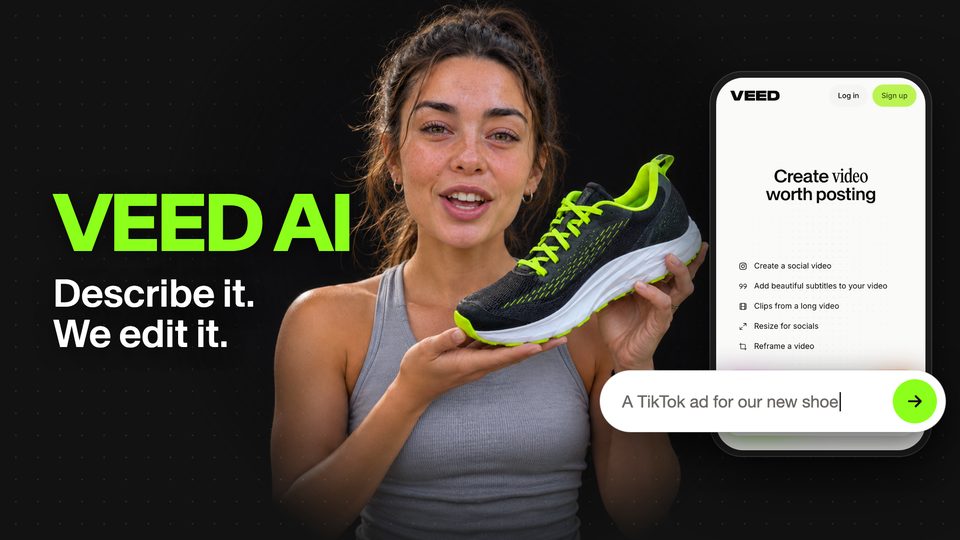 VEED AI
Describe it.
We edit it.
VEED
Log in
Sign up
Create video
worth posting
Create a social video
Add beautiful subtitles to your video
Clips from a long video
Resize for socials
Reframe a video
A TikTok ad for our new shoe